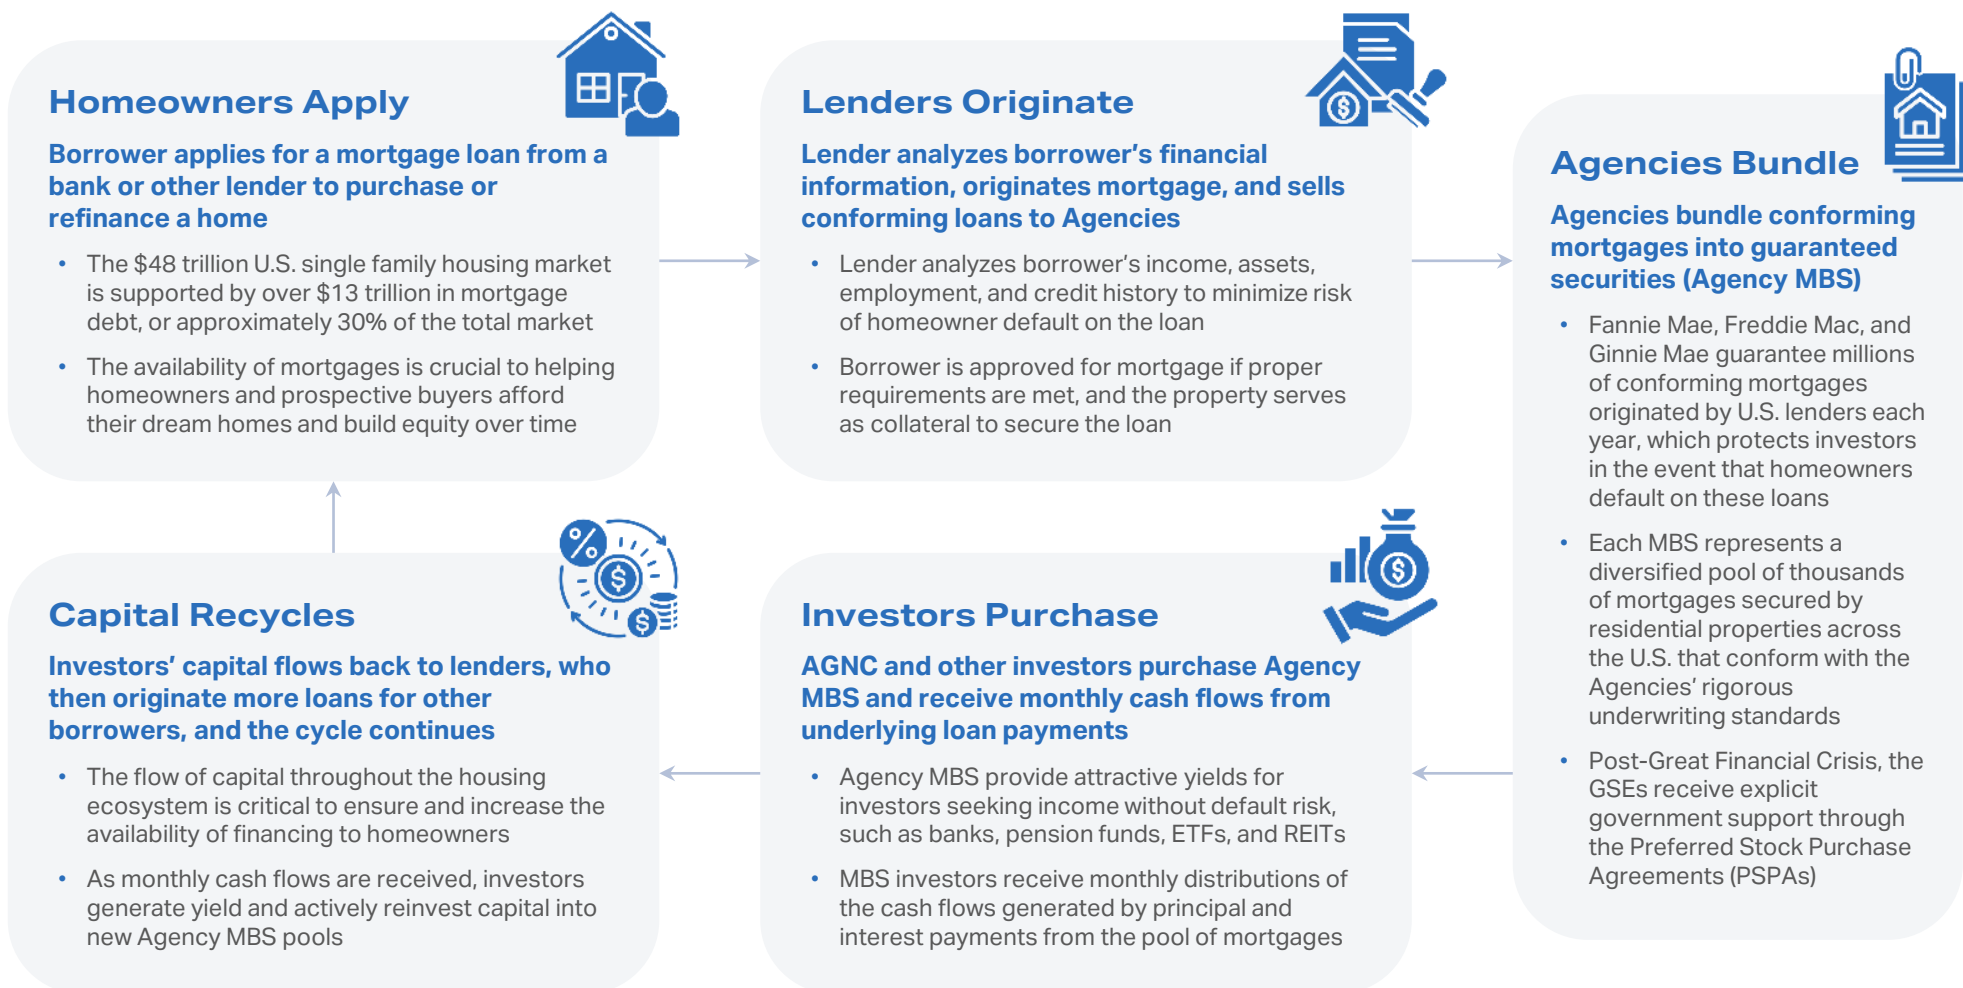 Homeowners Apply
Borrower applies for a mortgage loan from a
bank or other lender to purchase or
refinance a home
• The $48 trillion U.S. single family housing market
is supported by over $13 trillion in mortgage
debt, or approximately 30% of the total market
• The availability of mortgages is crucial to helping
homeowners and prospective buyers afford
their dream homes and build equity over time
Lenders Originate
Lender analyzes borrower’s financial
information, originates mortgage, and sells
conforming loans to Agencies
• Lender analyzes borrower’s income, assets,
employment, and credit history to minimize risk
of homeowner default on the loan
• Borrower is approved for mortgage if proper
requirements are met, and the property serves
as collateral to secure the loan
Agencies Bundle
Agencies bundle conforming
mortgages into guaranteed
securities (Agency MBS)
• Fannie Mae, Freddie Mac, and
Ginnie Mae guarantee millions
of conforming mortgages
originated by U.S. lenders each
year, which protects investors
in the event that homeowners
default on these loans
• Each MBS represents a
diversified pool of thousands
of mortgages secured by
residential properties across
the U.S. that conform with the
Agencies’ rigorous
underwriting standards
• Post-Great Financial Crisis, the
GSEs receive explicit
government support through
the Preferred Stock Purchase
Agreements (PSPAs)
Investors Purchase
AGNC and other investors purchase Agency
MBS and receive monthly cash flows from
underlying loan payments
• Agency MBS provide attractive yields for
investors seeking income without default risk,
such as banks, pension funds, ETFs, and REITs
• MBS investors receive monthly distributions of
the cash flows generated by principal and
interest payments from the pool of mortgages
Capital Recycles
Investors’ capital flows back to lenders, who
then originate more loans for other
borrowers, and the cycle continues
• The flow of capital throughout the housing
ecosystem is critical to ensure and increase the
availability of financing to homeowners
• As monthly cash flows are received, investors
generate yield and actively reinvest capital into
new Agency MBS pools